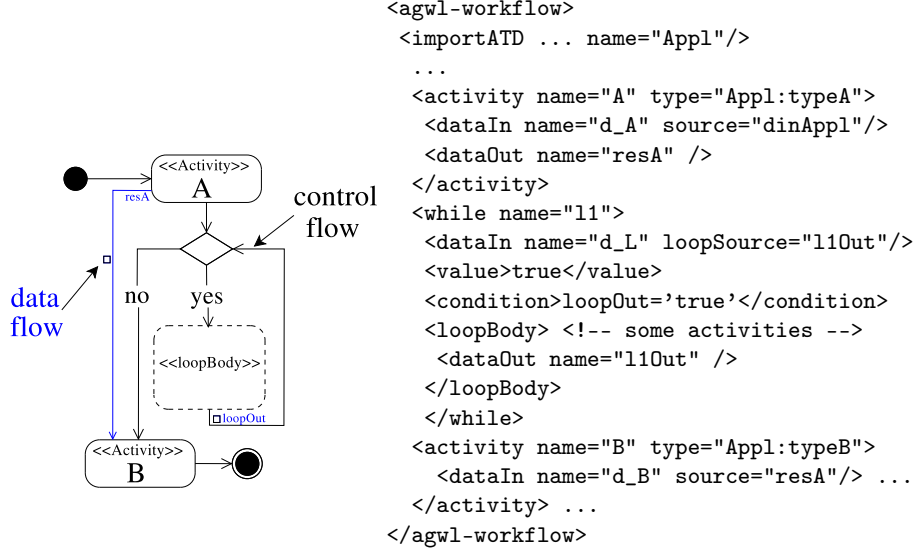 <<Activity>>
A
resA
control
flow
data
flow
no
yes
<<loopBody>>
loopOut
<<Activity>>
B
<agwl-workflow>
<importATD ... name="Appl"/>
...
<activity name="A" type="Appl:typeA">
<dataIn name="d_A" source="dinAppl"/>
<dataOut name="resA" />
</activity>
<while name="l1">
<dataIn name="d_L" loopSource="l1Out"/>
<value>true</value>
<condition>loopOut=’true’</condition>
<loopBody> <!-- some activities -->
<dataOut name="l1Out" />
</loopBody>
</while>
<activity name="B" type="Appl:typeB">
<dataIn name="d_B" source="resA"/> ...
</activity> ...
</agwl-workflow>